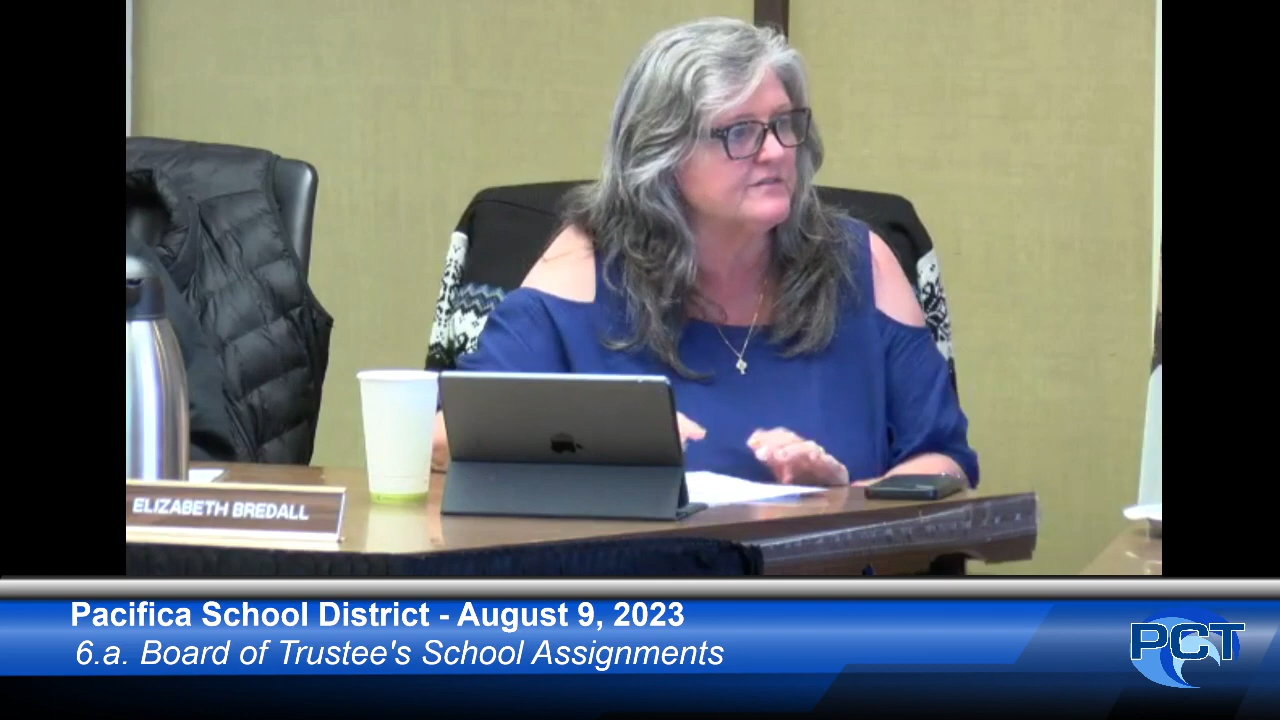 ELIZABETH BREDALL
Pacifica School District - August 9, 2023
6.a. Board of Trustee's School Assignments
PCT